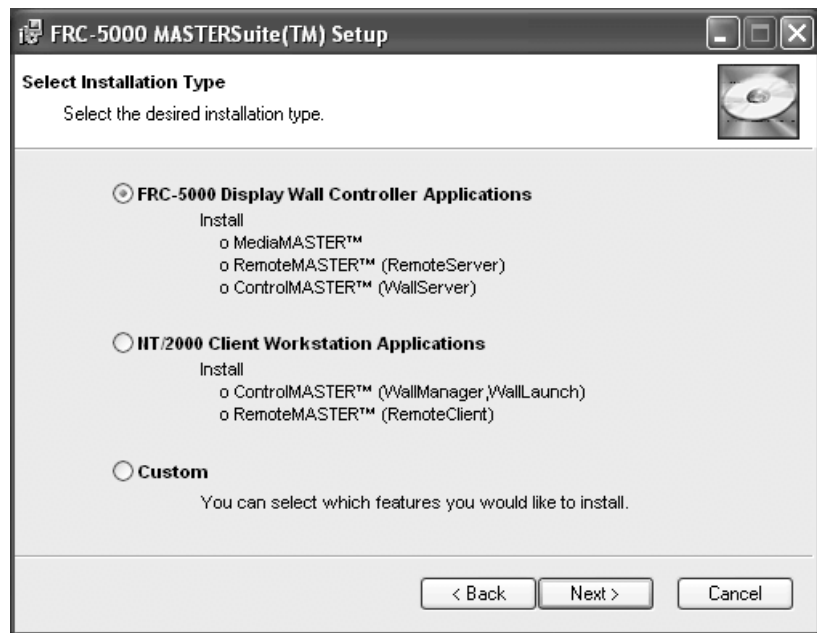 FRC-5000 MASTERSuite(TM) Setup
Select Installation Type
Select the desired installation type.
FRC-5000 Display Wall Controller Applications
Install
o MediaMASTER™
o RemoteMASTER™ (RemoteServer)
o ControlMASTER™ (WallServer)
NT/2000 Client Workstation Applications
Install
o ControlMASTER™ (WallManager,WallLaunch)
o RemoteMASTER™ (RemoteClient)
Custom
You can select which features you would like to install.
< Back Next > Cancel